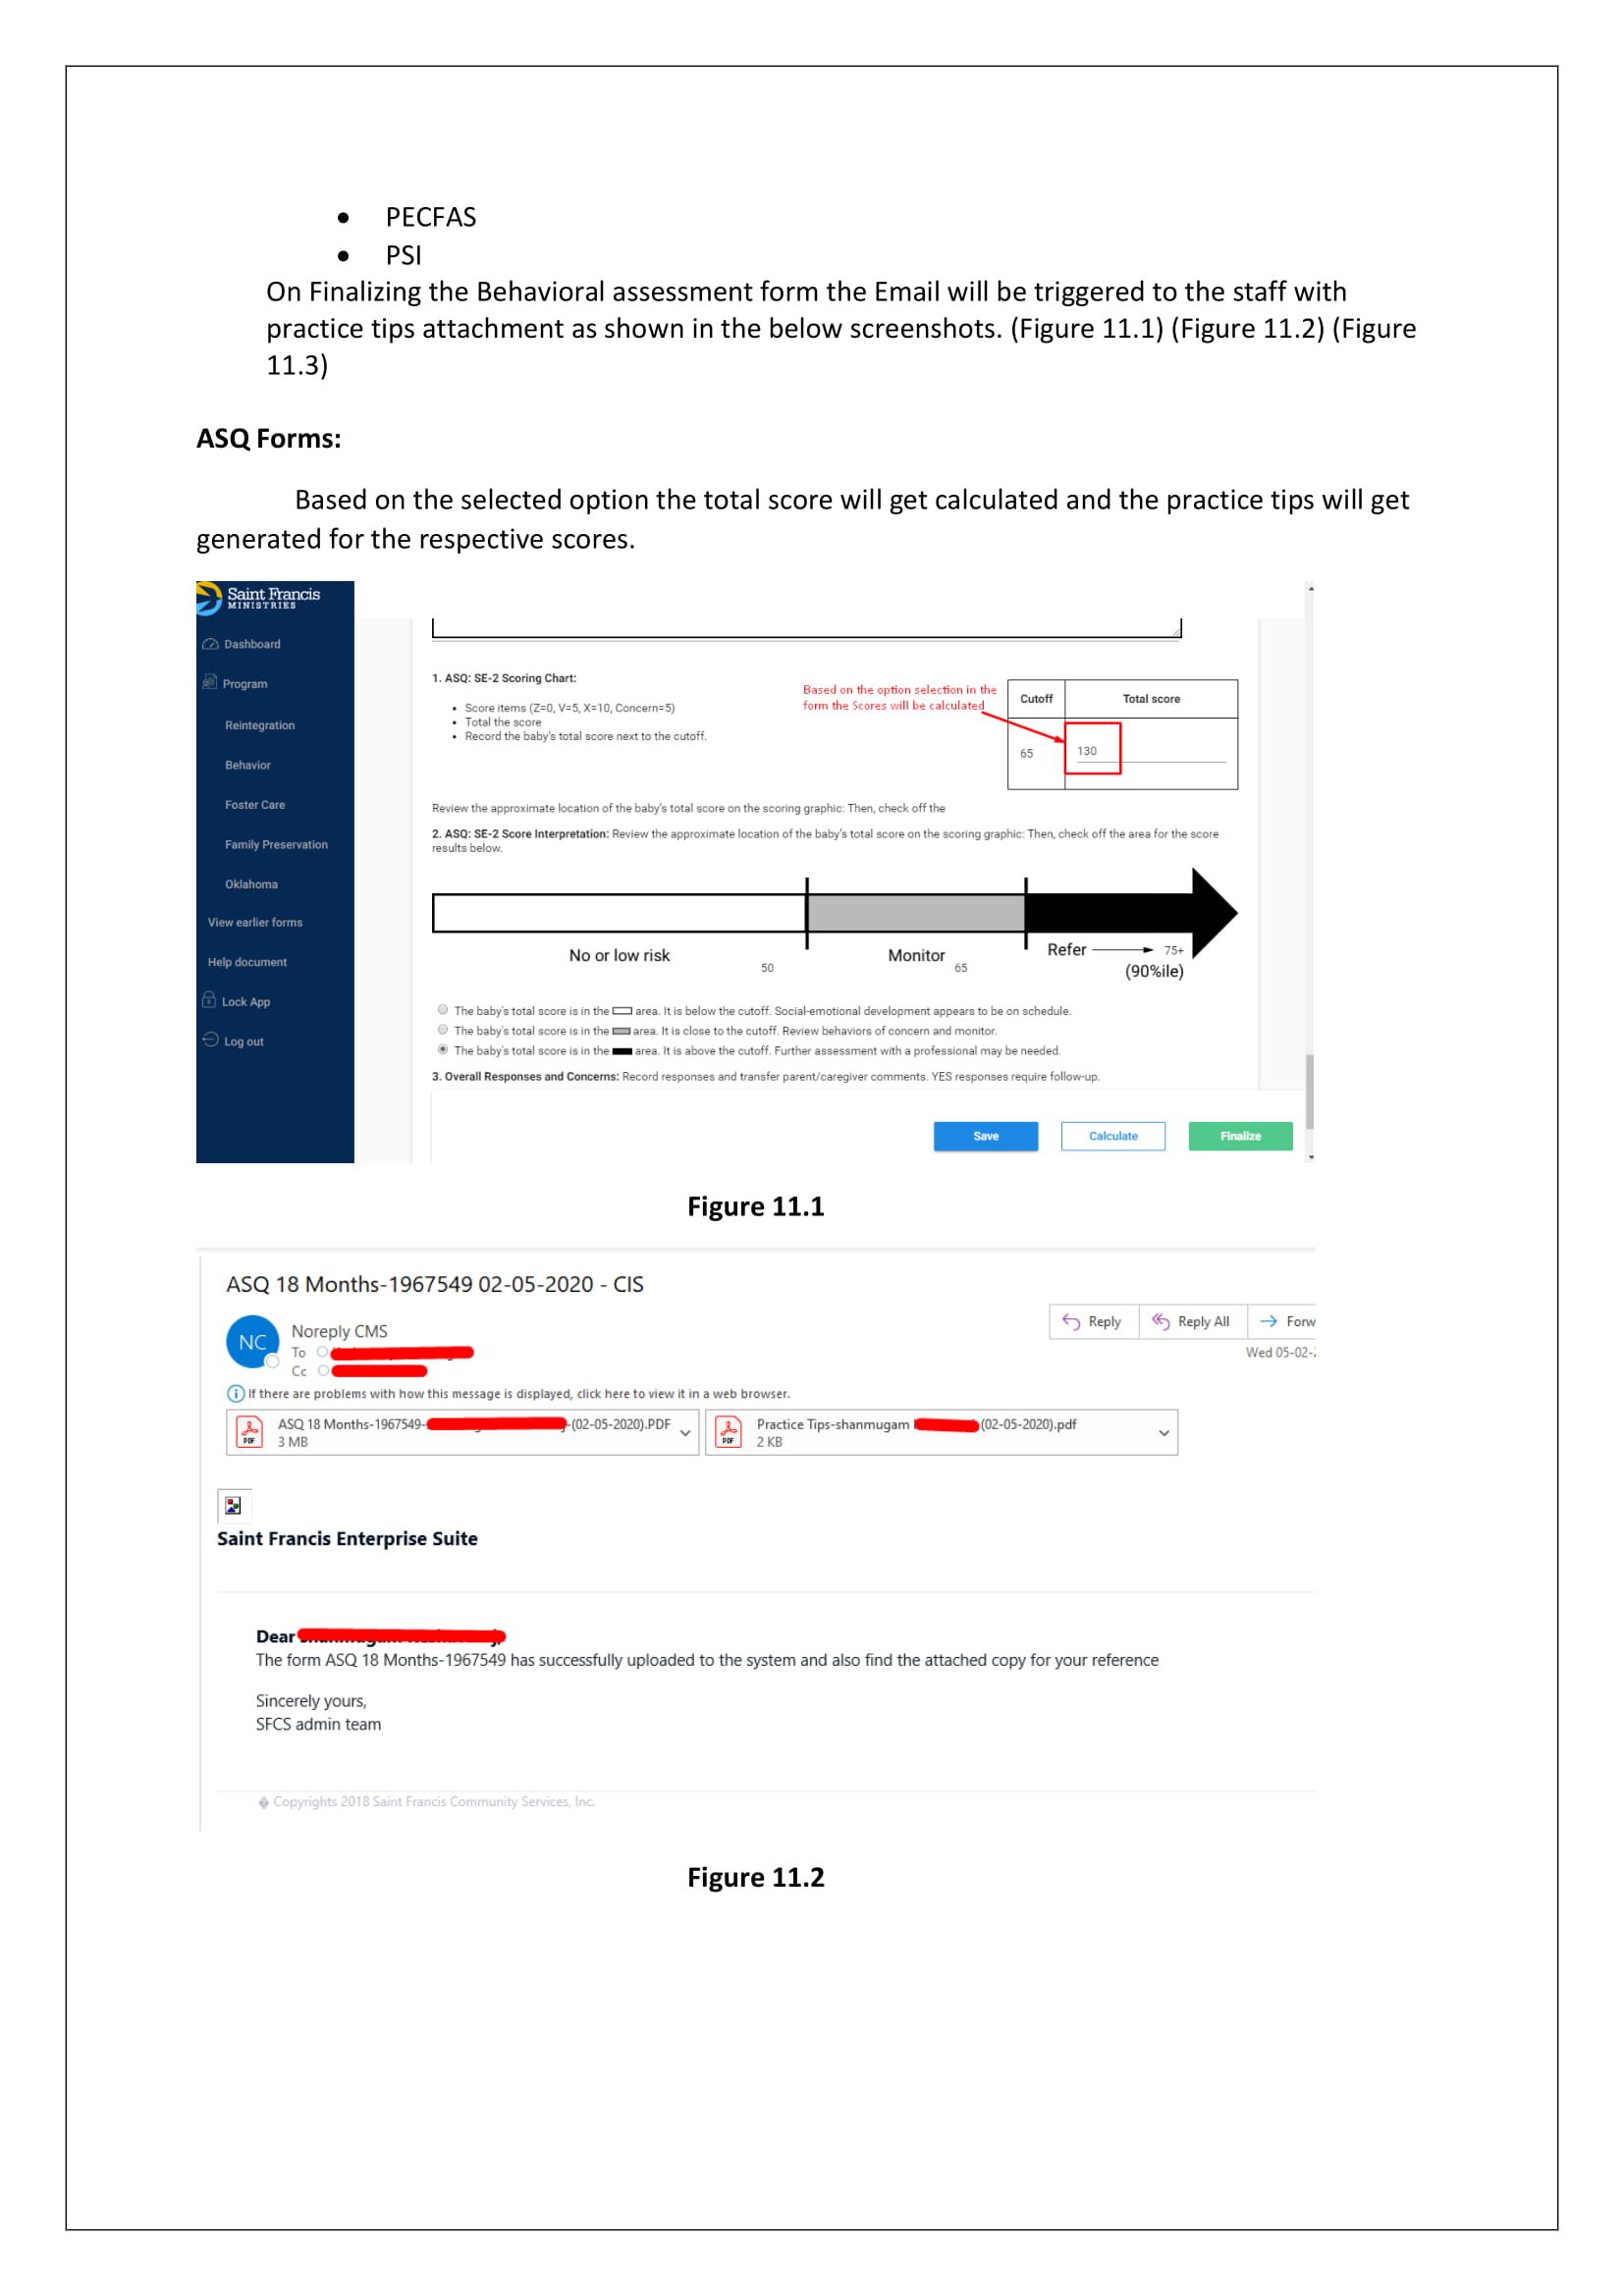 • PECFAS
• PSI
On Finalizing the Behavioral assessment form the Email will be triggered to the staff with
practice tips attachment as shown in the below screenshots. (Figure 11.1) (Figure 11.2) (Figure
11.3)
ASQ Forms:
Based on the selected option the total score will get calculated and the practice tips will get
generated for the respective scores.
Saint Francis
MINISTRIES
Dashboard
Program
Reintegration
Behavior
Foster Care
Family Preservation
Oklahoma
View earlier forms
Help document
Lock App
Log out
1. ASQ: SE-2 Scoring Chart:
• Score items (Z=0, V=5, X=10, Concern=5)
• Total the score
• Record the baby's total score next to the cutoff.
Based on the option selection in the
form the Scores will be calculated
Cutoff Total score
65 130
Review the approximate location of the baby's total score on the scoring graphic: Then, check off the
2. ASQ: SE-2 Score Interpretation: Review the approximate location of the baby's total score on the scoring graphic: Then, check off the area for the score
results below.
No or low risk 50 Monitor 65 Refer 75+
(90%ile)
The baby's total score is in the area. It is below the cutoff. Social-emotional development appears to be on schedule.
The baby's total score is in the area. It is close to the cutoff. Review behaviors of concern and monitor.
The baby's total score is in the area. It is above the cutoff. Further assessment with a professional may be needed.
3. Overall Responses and Concerns: Record responses and transfer parent/caregiver comments. YES responses require follow-up.
Save Calculate Finalize
Figure 11.1
ASQ 18 Months-1967549 02-05-2020 - CIS
NC
Noreply CMS
To
Cc
Reply Reply All Forw
Wed 05-02-
If there are problems with how this message is displayed, click here to view it in a web browser.
PDF ASQ 18 Months-1967549- -(02-05-2020).PDF
3 MB
PDF Practice Tips-shanmugam (02-05-2020).pdf
2 KB
Saint Francis Enterprise Suite
Dear
The form ASQ 18 Months-1967549 has successfully uploaded to the system and also find the attached copy for your reference
Sincerely yours,
SFCS admin team
� Copyrights 2018 Saint Francis Community Services, Inc.
Figure 11.2